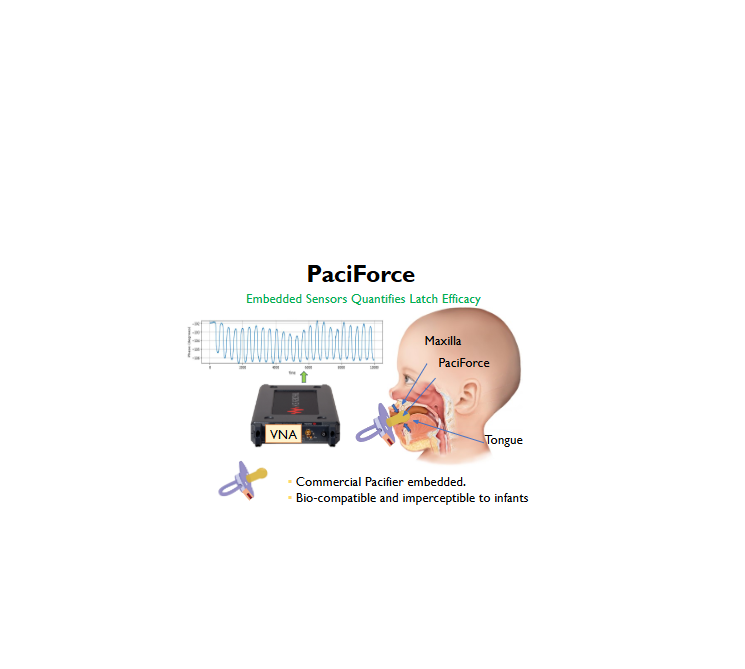 PaciForce
Embedded Sensors Quantifies Latch Efficacy
Maxilla
PaciForce
VNA
Tongue
• Commercial Pacifier embedded.
• Bio-compatible and imperceptible to infants